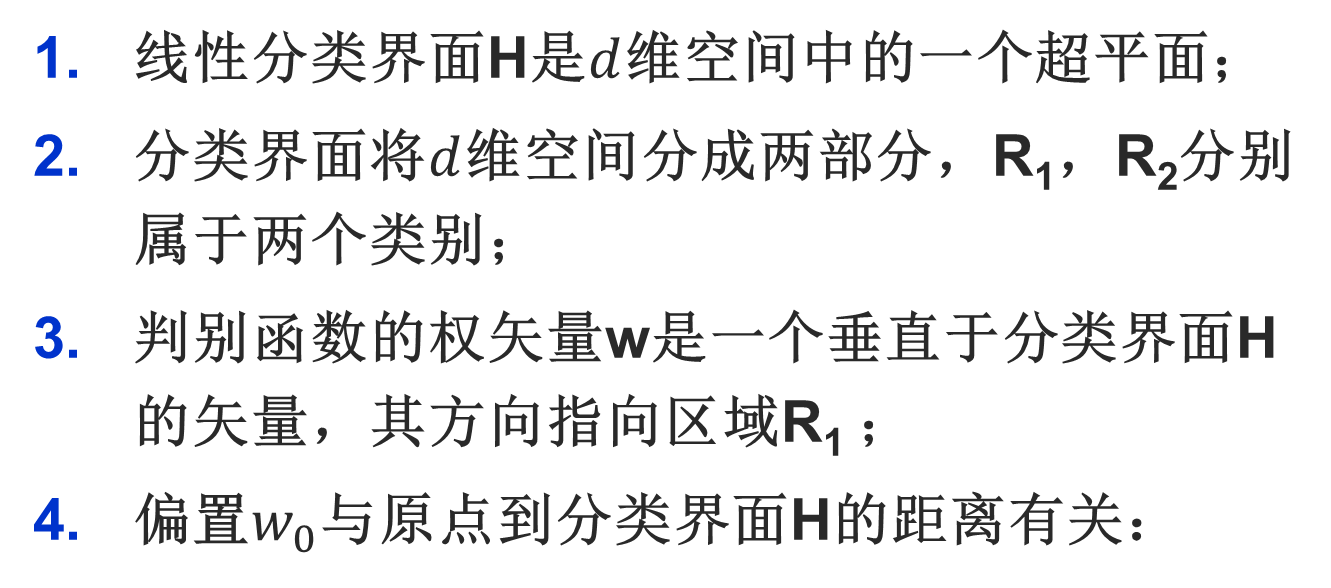 1. 线性分类界面H是d维空间中的一个超平面；
2. 分类界面将d维空间分成两部分，R₁，R₂分别
属于两个类别；
3. 判别函数的权矢量w是一个垂直于分类界面H
的矢量，其方向指向区域R₁；
4. 偏置w₀与原点到分类界面H的距离有关：